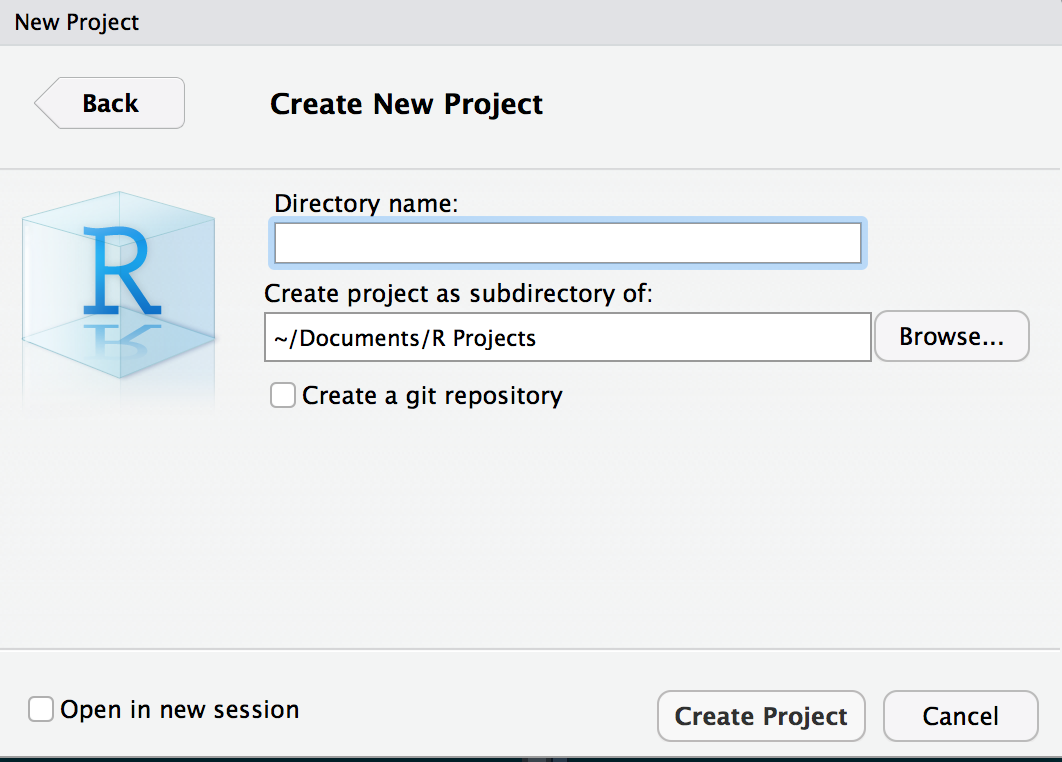 New Project
Back
Create New Project
R
Directory name:
Create project as subdirectory of:
~/Documents/R Projects
Browse...
Create a git repository
Open in new session
Create Project
Cancel